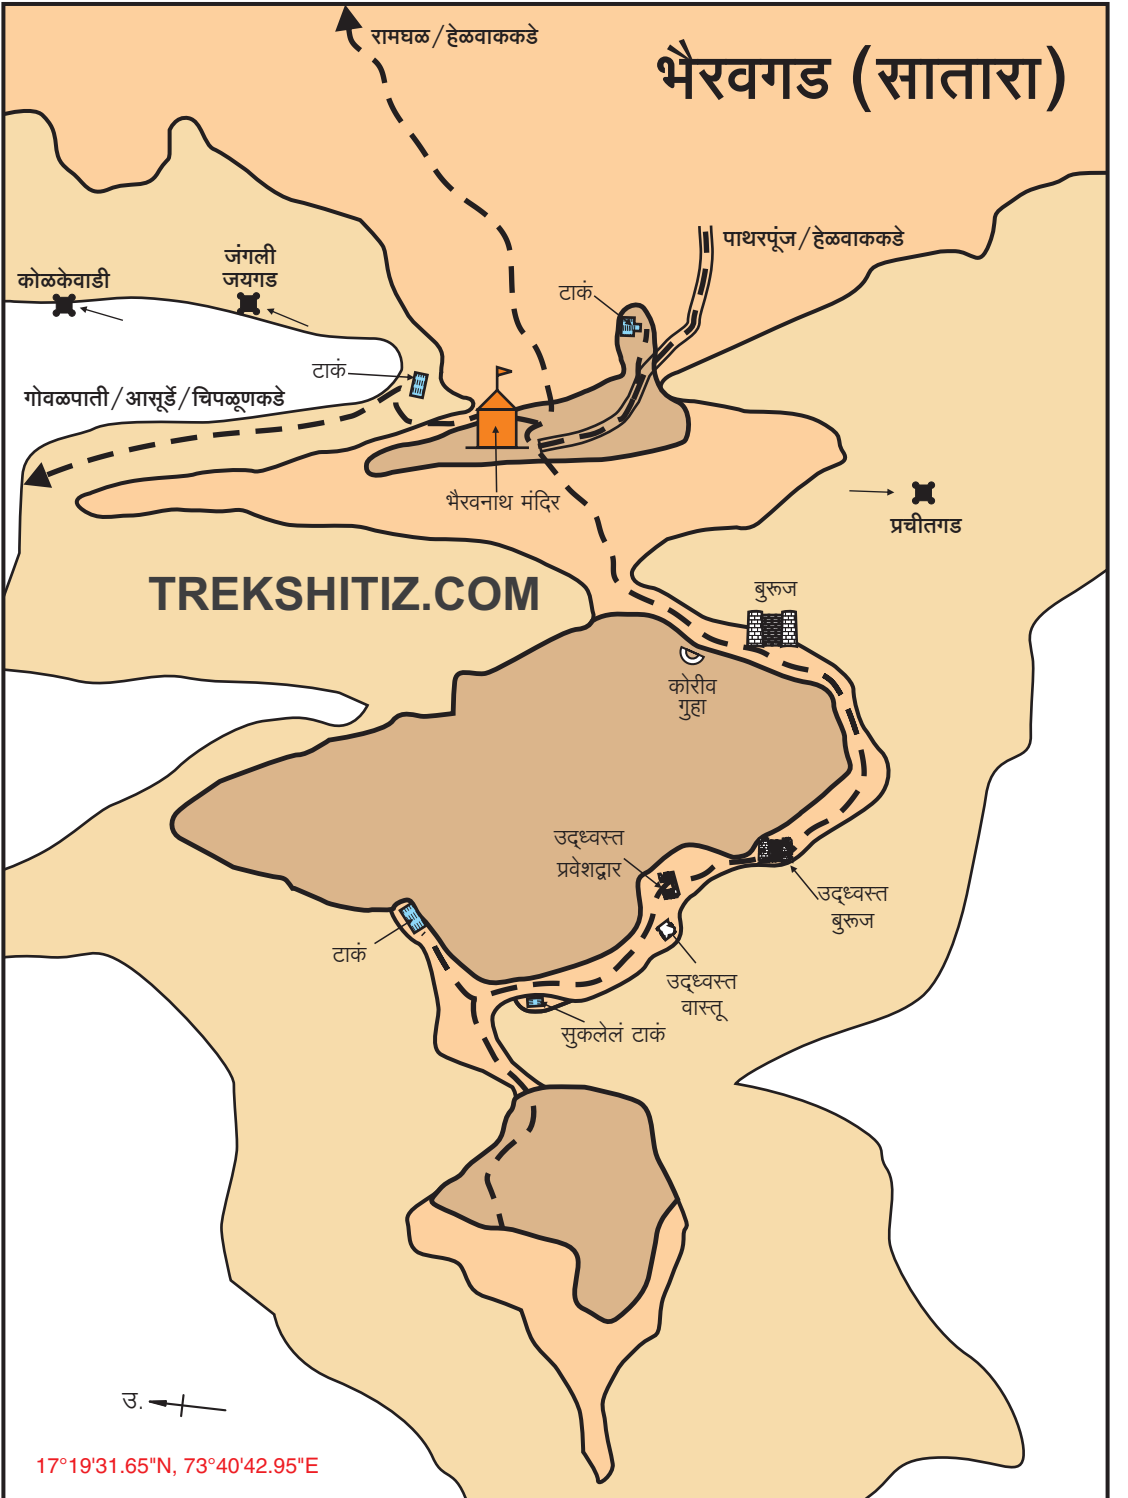 रामघळ/हेळवाककडे
भैरवगड (सातारा)
पाथरपूंज/हेळवाककडे
जंगली
जयगड
कोळकेवाडी
टाकं
टाकं
गोवळपाती/आसूर्डे/चिपळूणकडे
भैरवनाथ मंदिर
प्रचीतगड
TREKSHITIZ.COM
बुरूज
कोरीव
गुहा
उद्ध्वस्त
प्रवेशद्वार
उद्ध्वस्त
बुरूज
टाकं
उद्ध्वस्त
वास्तू
सुकलेलं टाकं
उ.
17°19'31.65"N, 73°40'42.95"E